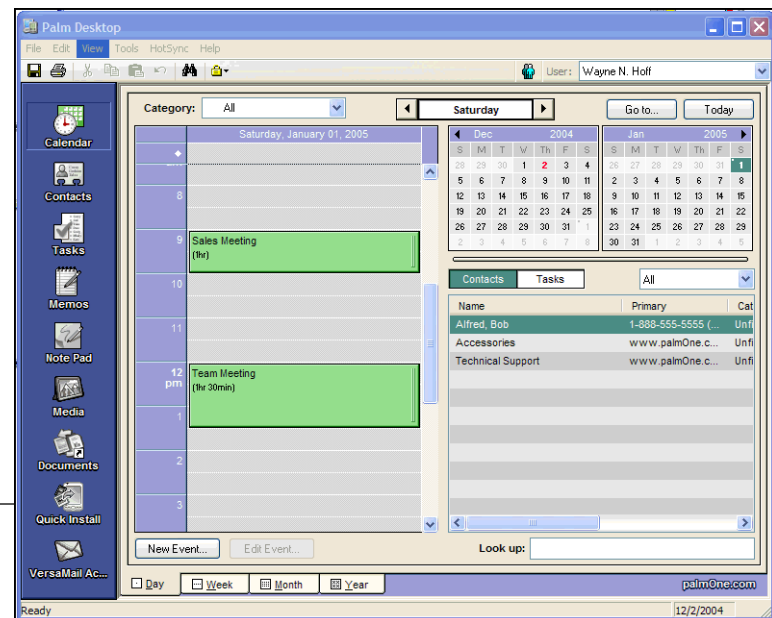 Palm Desktop
File Edit View Tools HotSync Help
User: Wayne N. Hoff
Calendar
Contacts
Tasks
Memos
Note Pad
Media
Documents
Quick Install
VersaMail Ac...
Category: All
Saturday
Go to... Today
Saturday, January 01, 2005
8
9 Sales Meeting
(1hr)
10
11
12 pm Team Meeting
(1hr 30min)
1
2
3
New Event... Edit Event...
Dec 2004
S M T W Th F S
28 29 30 1 2 3 4
5 6 7 8 9 10 11
12 13 14 15 16 17 18
19 20 21 22 23 24 25
26 27 28 29 30 31 1
2 3 4 5 6 7 8
Jan 2005
S M T W Th F S
26 27 28 29 30 31 1
2 3 4 5 6 7 8
9 10 11 12 13 14 15
16 17 18 19 20 21 22
23 24 25 26 27 28 29
30 31 1 2 3 4 5
Contacts Tasks All
Name Primary Cat
Alfred, Bob 1-888-555-5555 (... Unfi
Accessories www.palmOne.c... Unfi
Technical Support www.palmOne.c... Unfi
Look up:
Day Week Month Year
palmOne.com
Ready 12/2/2004